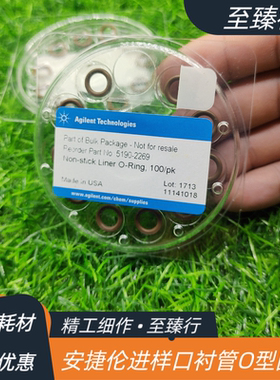 至臻行
Agilent Technologies
Part of Bulk Package - Not for resale
Reorder Part No. 5190-2269
Non-stick Liner O-Ring, 100/pk
Lot: 1713
11141018
Made in USA
www.agilent.com/chem/supplies
耗材
优惠
精工细作·至臻行
安捷伦进样口衬管O型